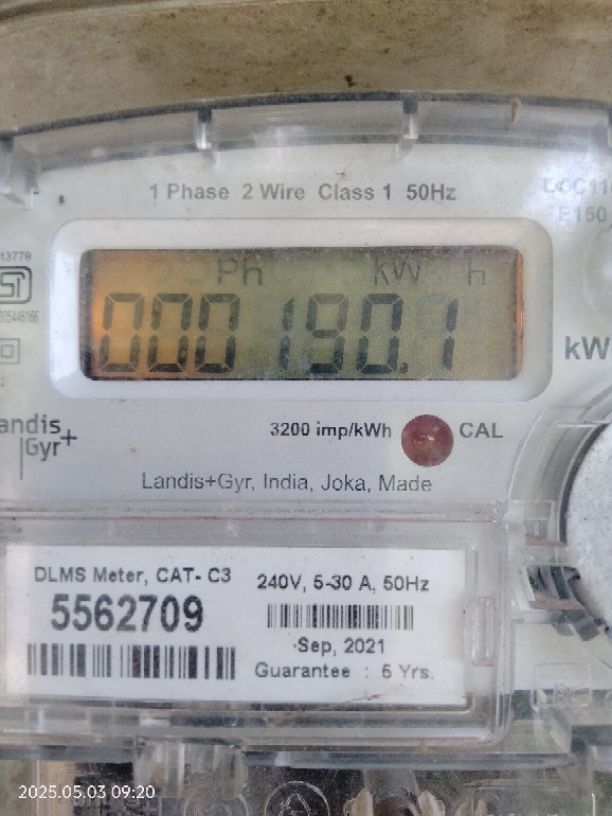 1 Phase 2 Wire Class 1 50Hz
E150
13779
Ph kW h
000190.1
kW
Landis
Gyr+
3200 imp/kWh CAL
Landis+Gyr, India, Joka, Made
DLMS Meter, CAT- C3
5562709
240V, 5-30 A, 50Hz
Sep, 2021
Guarantee : 5 Yrs.
2025.05.03 09:20